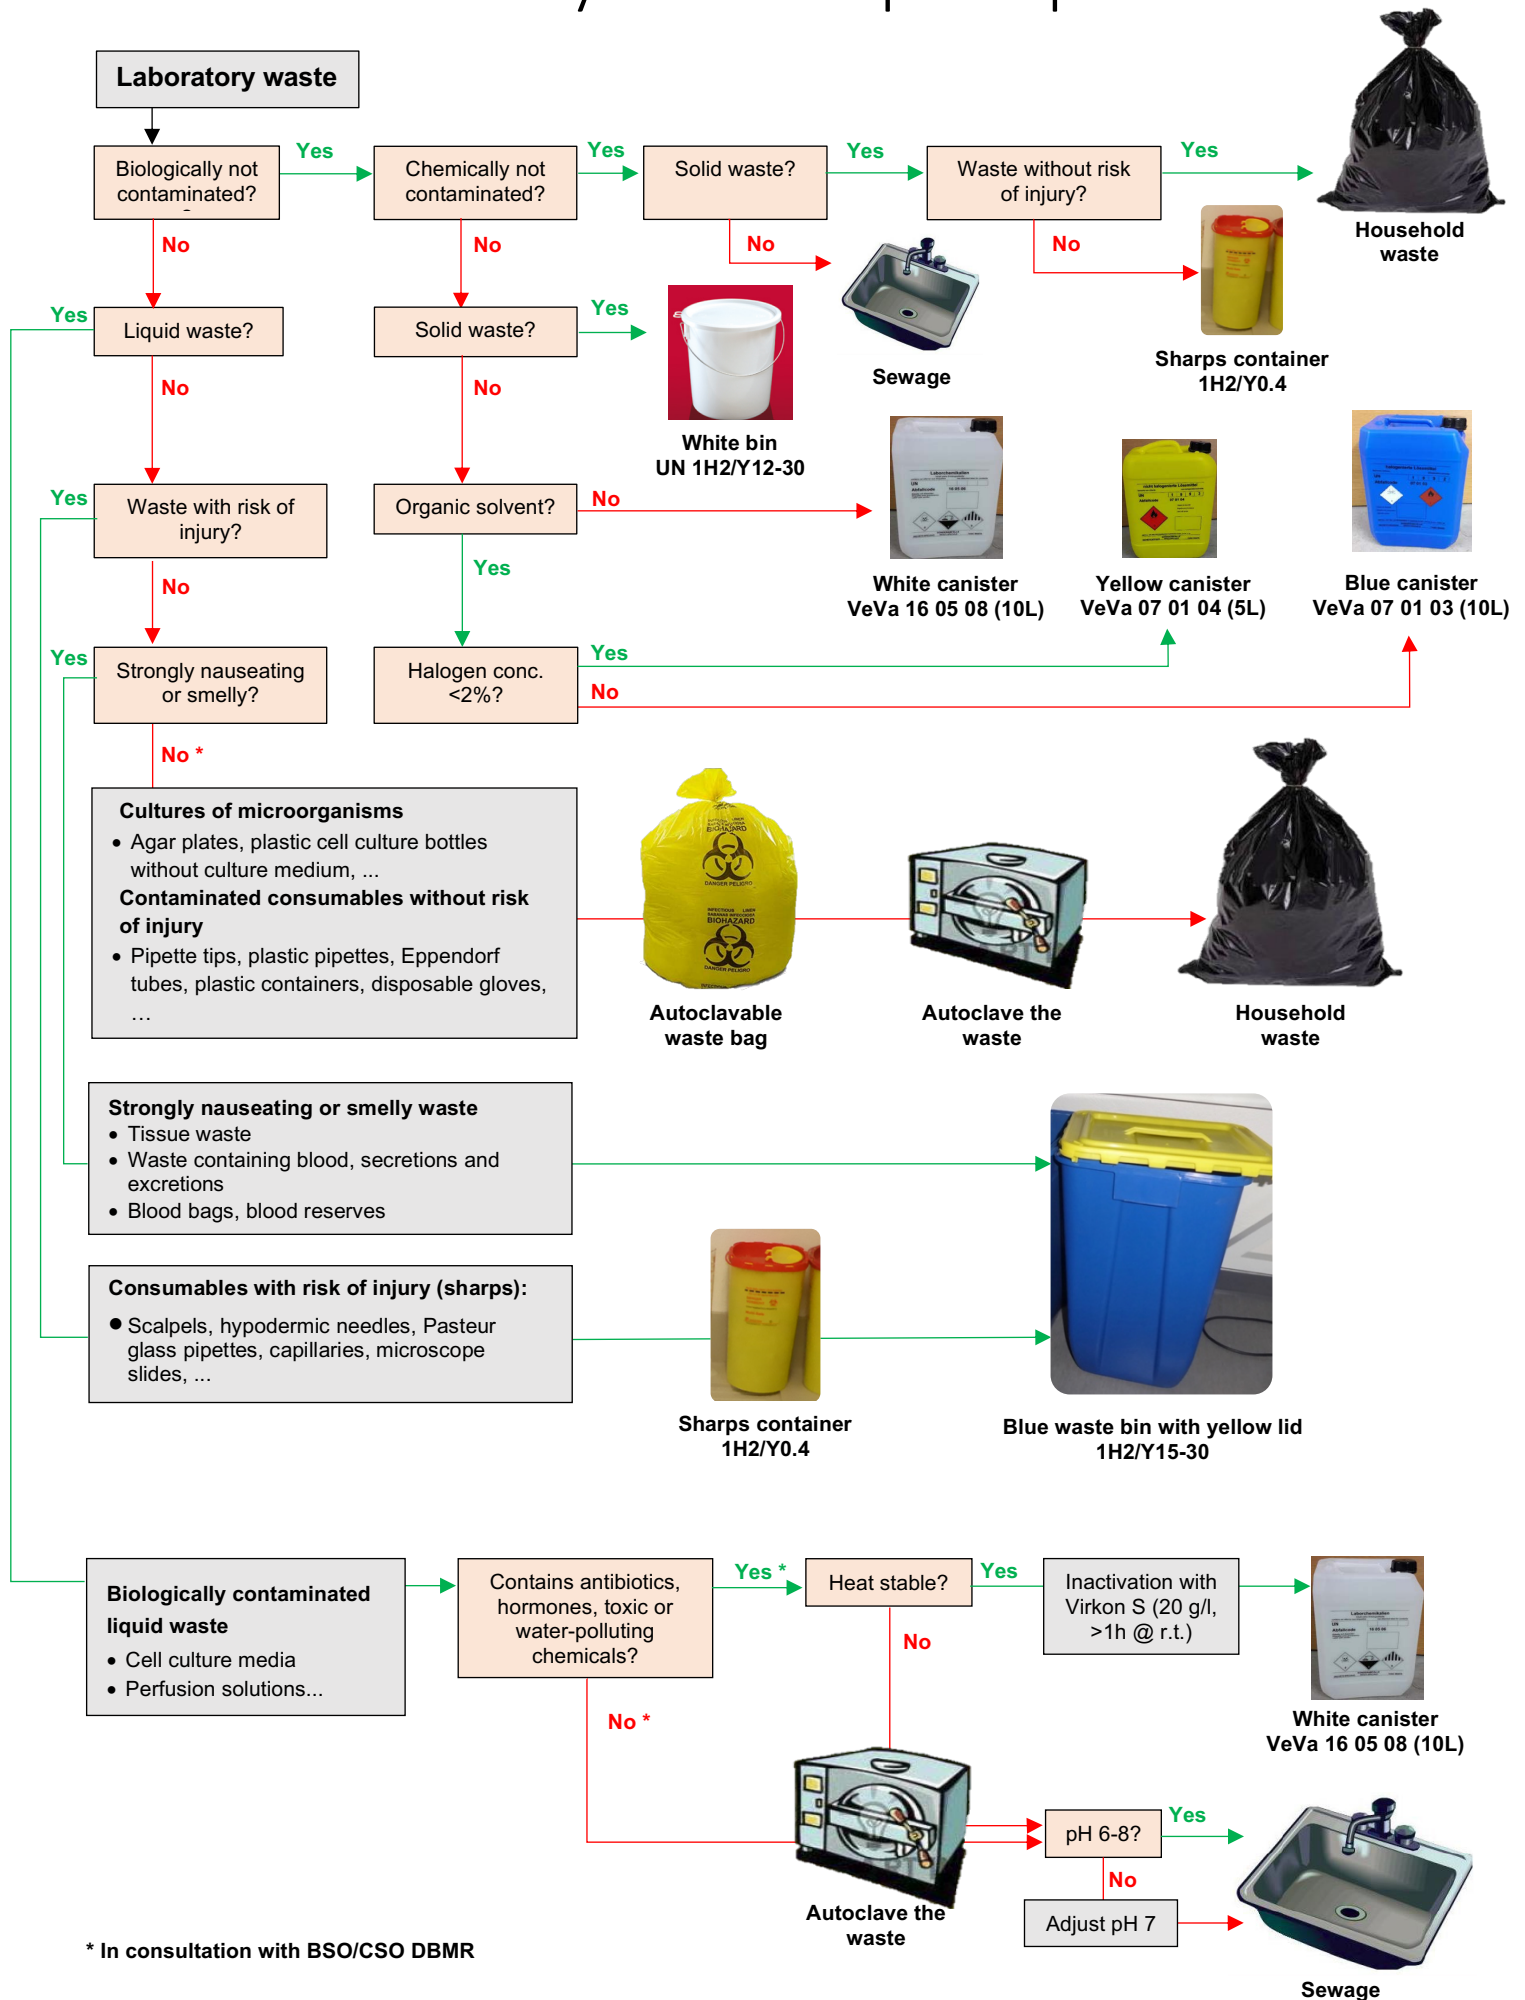 Laboratory waste
Biologically not
contaminated?
Yes
Chemically not
contaminated?
Yes
Solid waste?
Yes
Waste without risk
of injury?
Yes
Household
waste
No
No
No
No
Sewage
Sharps container
1H2/Y0.4
Yes
Liquid waste?
Solid waste?
Yes
White bin
UN 1H2/Y12-30
No
No
Yes
Waste with risk of
injury?
Organic solvent?
No
White canister
VeVa 16 05 08 (10L)
Yellow canister
VeVa 07 01 04 (5L)
Blue canister
VeVa 07 01 03 (10L)
No
Yes
Yes
Strongly nauseating
or smelly?
Halogen conc.
<2%?
Yes
No
No *
Cultures of microorganisms
• Agar plates, plastic cell culture bottles
without culture medium, ...
Contaminated consumables without risk
of injury
• Pipette tips, plastic pipettes, Eppendorf
tubes, plastic containers, disposable gloves,
…
BIOHAZARD
DANGER PELIGRO
BIOHAZARD
DANGER PELIGRO
Autoclavable
waste bag
Autoclave the
waste
Household
waste
Strongly nauseating or smelly waste
• Tissue waste
• Waste containing blood, secretions and
excretions
• Blood bags, blood reserves
Consumables with risk of injury (sharps):
• Scalpels, hypodermic needles, Pasteur
glass pipettes, capillaries, microscope
slides, ...
Sharps container
1H2/Y0.4
Blue waste bin with yellow lid
1H2/Y15-30
Biologically contaminated
liquid waste
• Cell culture media
• Perfusion solutions...
Contains antibiotics,
hormones, toxic or
water-polluting
chemicals?
Yes *
Heat stable?
Yes
Inactivation with
Virkon S (20 g/l,
>1h @ r.t.)
White canister
VeVa 16 05 08 (10L)
No
No *
Autoclave the
waste
pH 6-8?
Yes
No
Adjust pH 7
Sewage
* In consultation with BSO/CSO DBMR